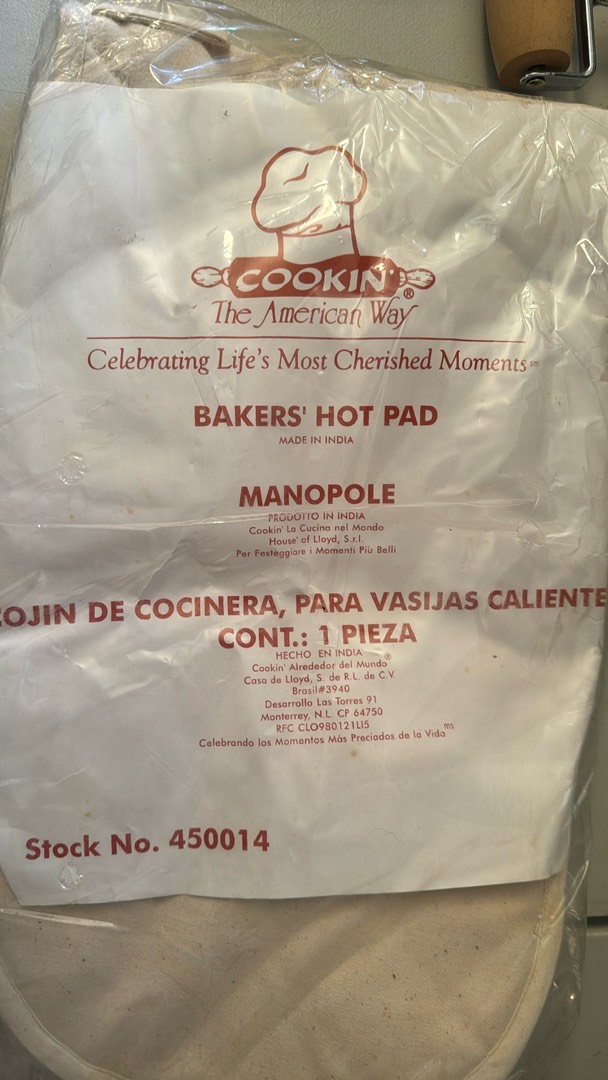 COOKIN'®
The American Way
Celebrating Life's Most Cherished Moments℠
BAKERS' HOT PAD
MADE IN INDIA
MANOPOLE
PRODOTTO IN INDIA
Cookin' La Cucina nel Mondo
House of Lloyd, S.r.l.
Per Festeggiare i Momenti Più Belli
COJIN DE COCINERA, PARA VASIJAS CALIENTE
CONT.: 1 PIEZA
HECHO EN INDIA
Cookin' Alrededor del Mundo®
Casa de Lloyd, S. de R.L. de C.V.
Brasil#3940
Desarrollo Las Torres 91
Monterrey, N.L. CP 64750
RFC CLO980121LI5
Celebrando los Momentos Más Preciados de la Vida ms
Stock No. 450014